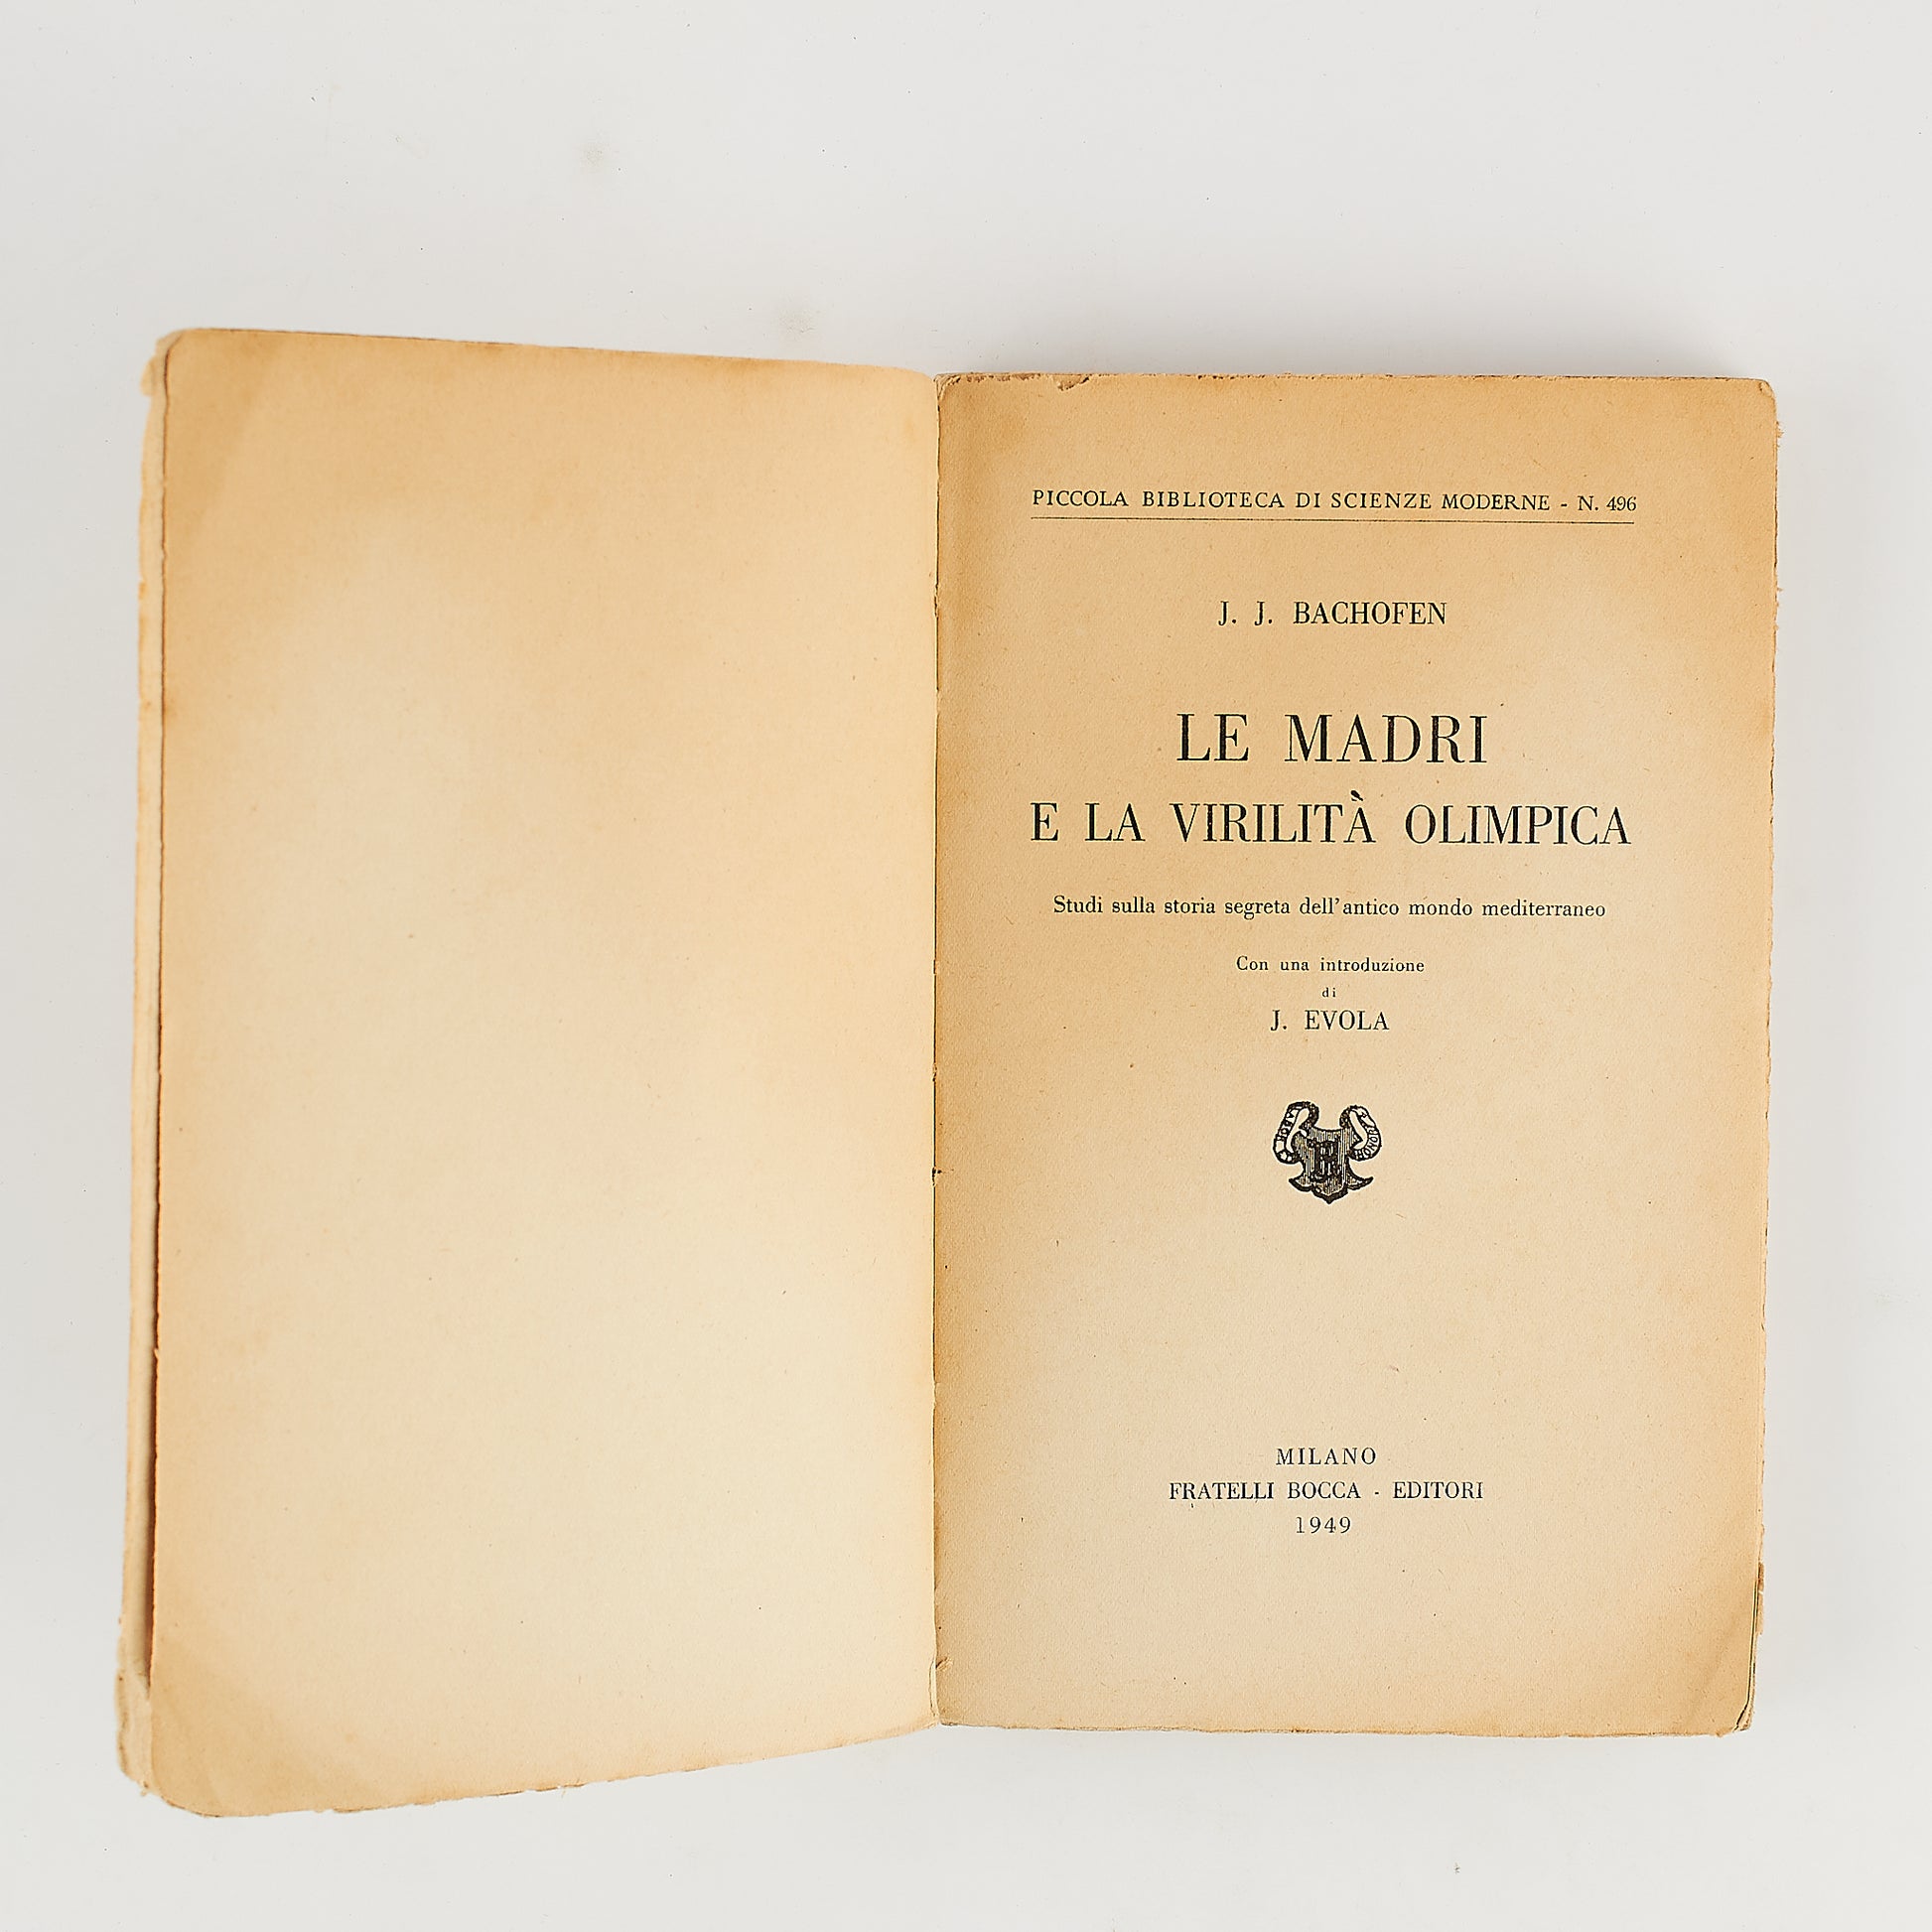 PICCOLA BIBLIOTECA DI SCIENZE MODERNE - N. 496
J. J. BACHOFEN
LE MADRI
E LA VIRILITÀ OLIMPICA
Studi sulla storia segreta dell'antico mondo mediterraneo
Con una introduzione
di
J. EVOLA
MILANO
FRATELLI BOCCA - EDITORI
1949